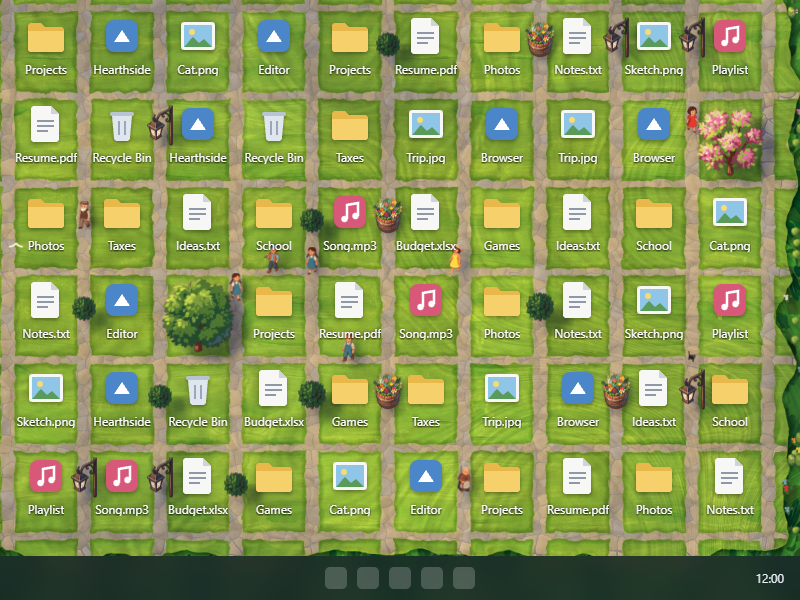 Projects Hearthside Cat.png Editor Projects Resume.pdf Photos Notes.txt Sketch.png Playlist
Resume.pdf Recycle Bin Hearthside Recycle Bin Taxes Trip.jpg Browser Trip.jpg Browser
Photos Taxes Ideas.txt School Song.mp3 Budget.xlsx Games Ideas.txt School Cat.png
Notes.txt Editor Projects Resume.pdf Song.mp3 Photos Notes.txt Sketch.png Playlist
Sketch.png Hearthside Recycle Bin Budget.xlsx Games Taxes Trip.jpg Browser Ideas.txt School
Playlist Song.mp3 Budget.xlsx Games Cat.png Editor Projects Resume.pdf Photos Notes.txt
12:00